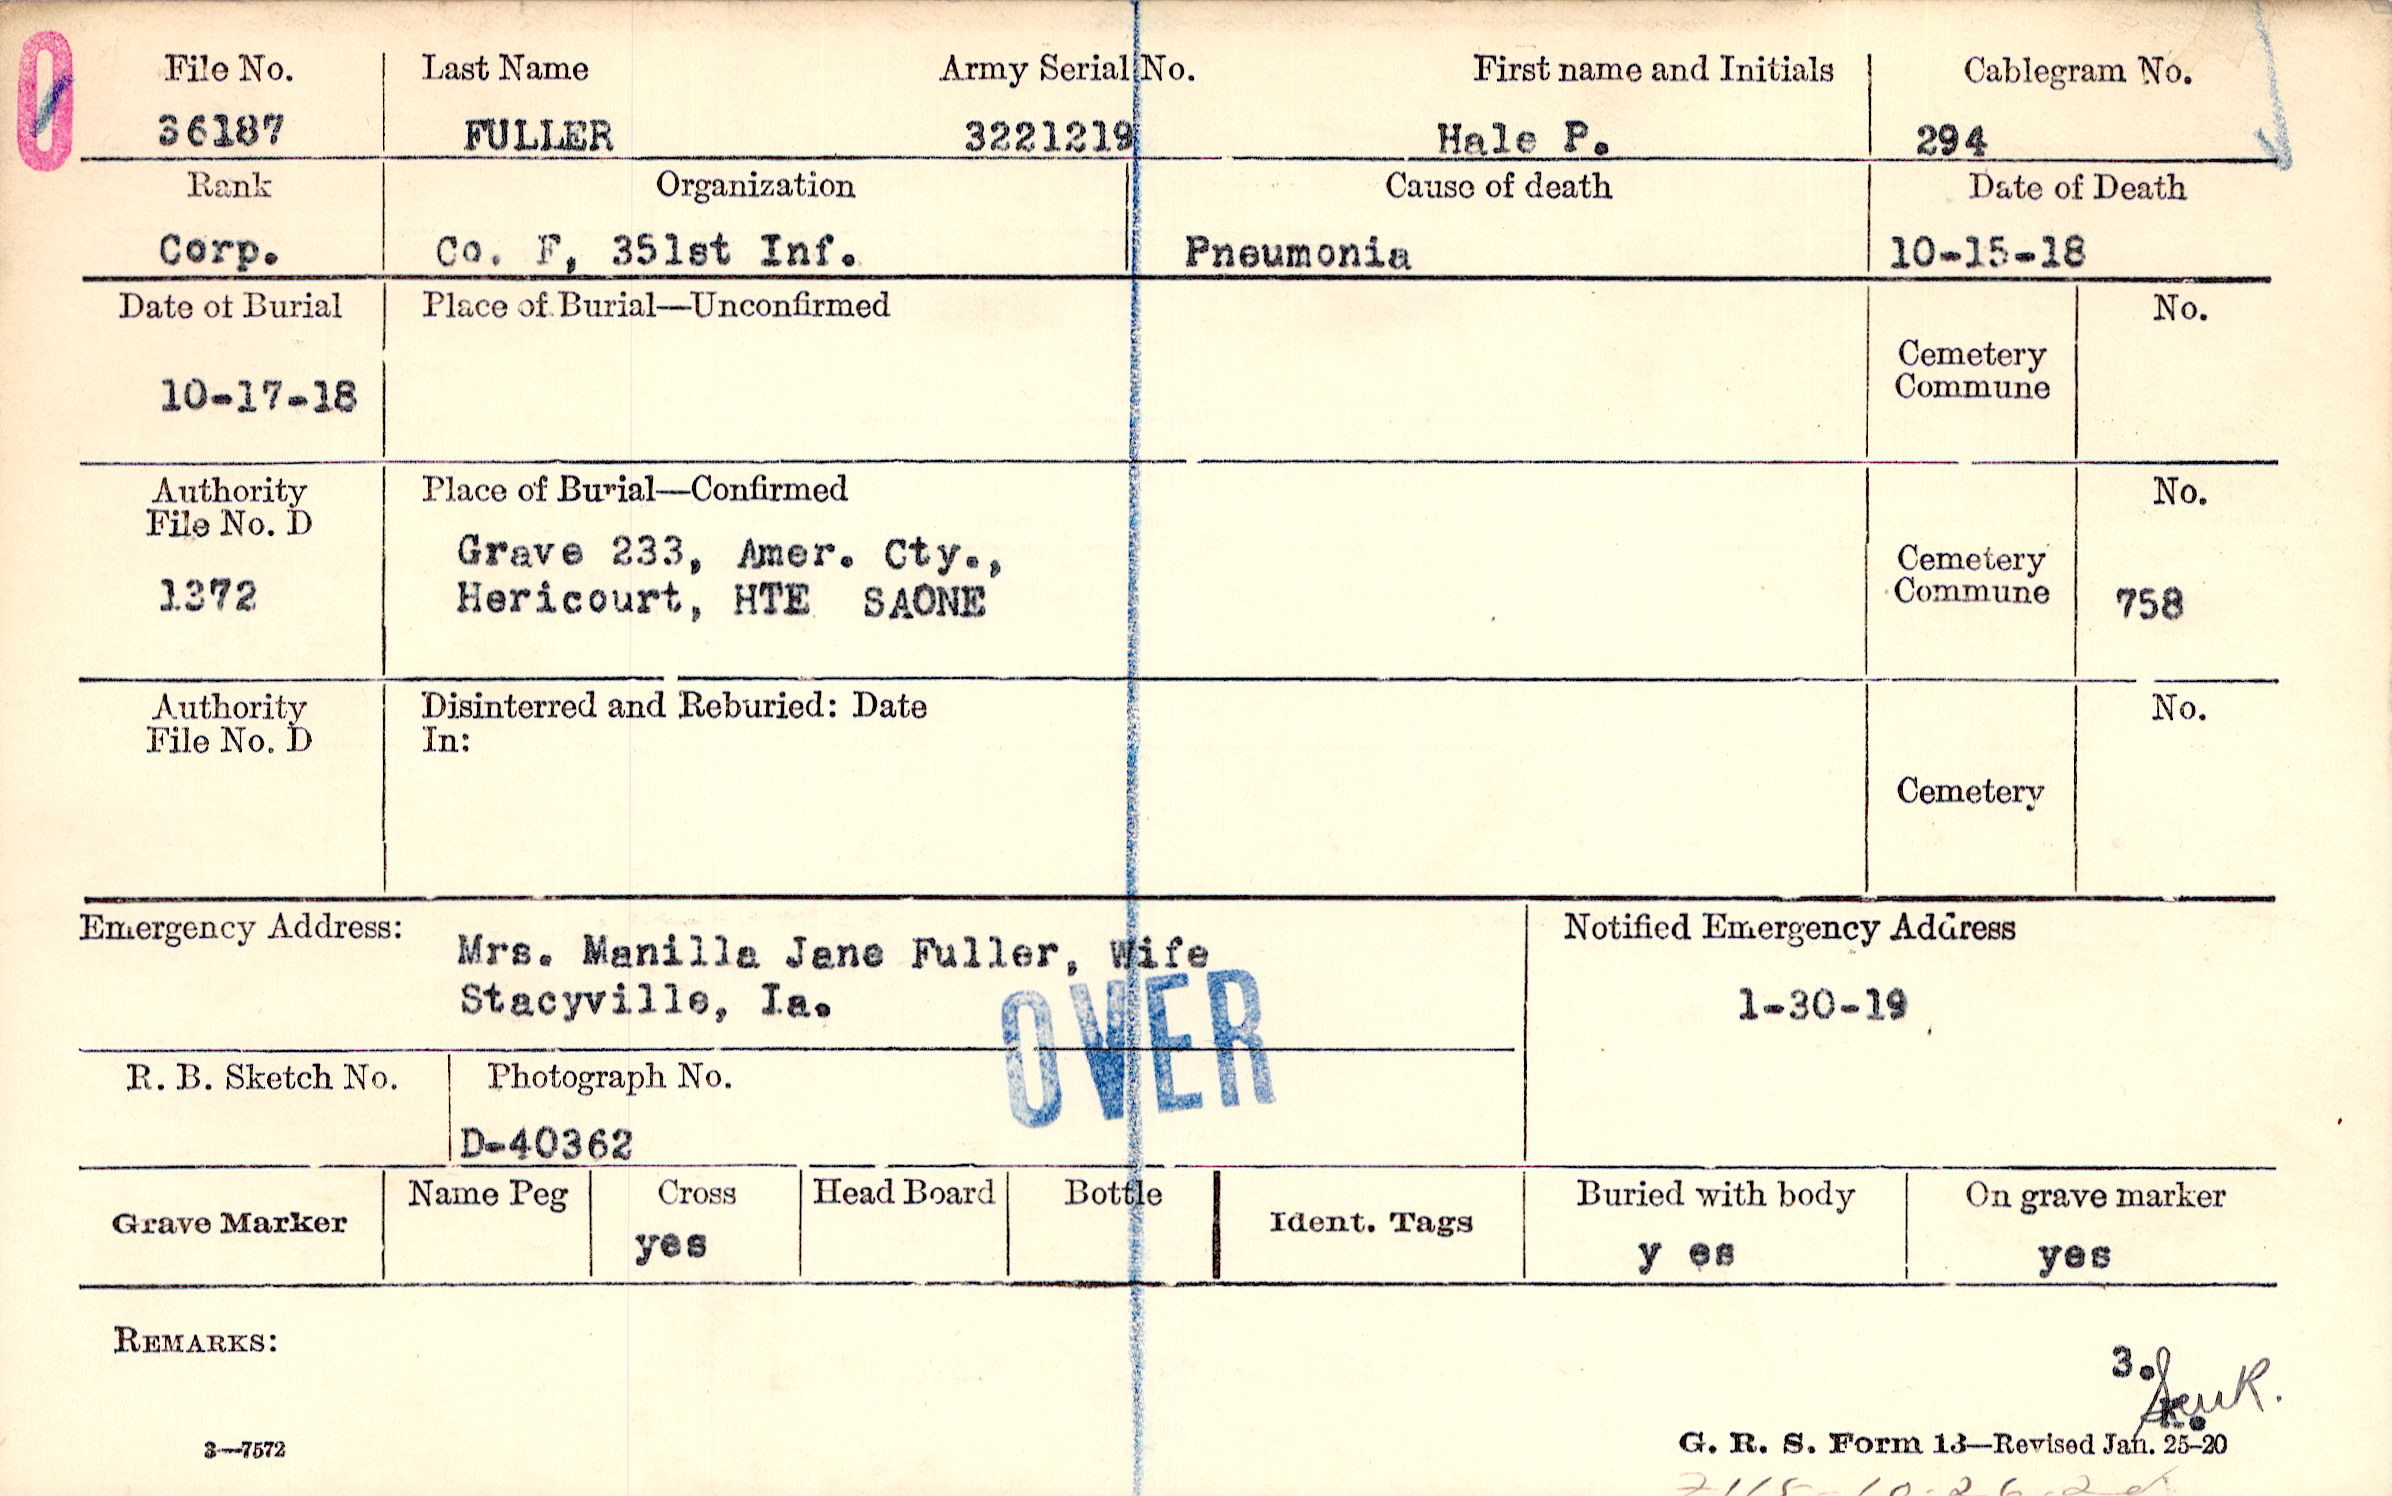 File No. Last Name Army Serial No. First name and Initials Cablegram No.
36187 FULLER 3221219 Hale P. 294
Rank Organization Cause of death Date of Death
Corp. Co. F, 351st Inf. Pneumonia 10-15-18
Date of Burial Place of Burial—Unconfirmed No.
Cemetery
Commune
10-17-18
Authority Place of Burial—Confirmed No.
File No. D
Grave 233, Amer. Cty., Cemetery
1372 Hericourt, HTE SAONE Commune 758
Authority Disinterred and Reburied: Date No.
File No. D In:
Cemetery
Emergency Address: Notified Emergency Address
Mrs. Manilla Jane Fuller, Wife
Stacyville, Ia. 1-30-19
OVER
R. B. Sketch No. Photograph No.
D-40362
Grave Marker Name Peg Cross Head Board Bottle Ident. Tags Buried with body On grave marker
yes y es yes
REMARKS:
3.
K.
3—7572 G. R. S. Form 13—Revised Jan. 25-20